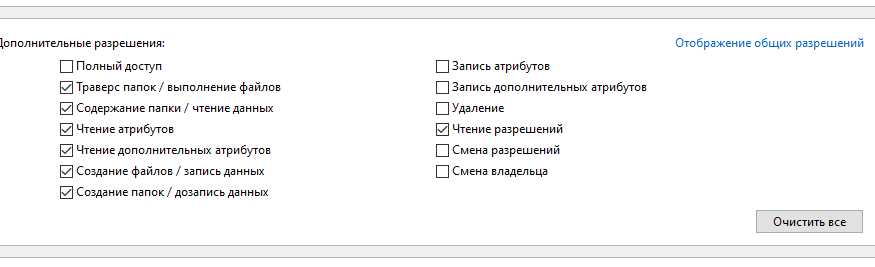 Дополнительные разрешения:
Отображение общих разрешений
Полный доступ
Траверс папок / выполнение файлов
Содержание папки / чтение данных
Чтение атрибутов
Чтение дополнительных атрибутов
Создание файлов / запись данных
Создание папок / дозапись данных
Запись атрибутов
Запись дополнительных атрибутов
Удаление
Чтение разрешений
Смена разрешений
Смена владельца
Очистить все